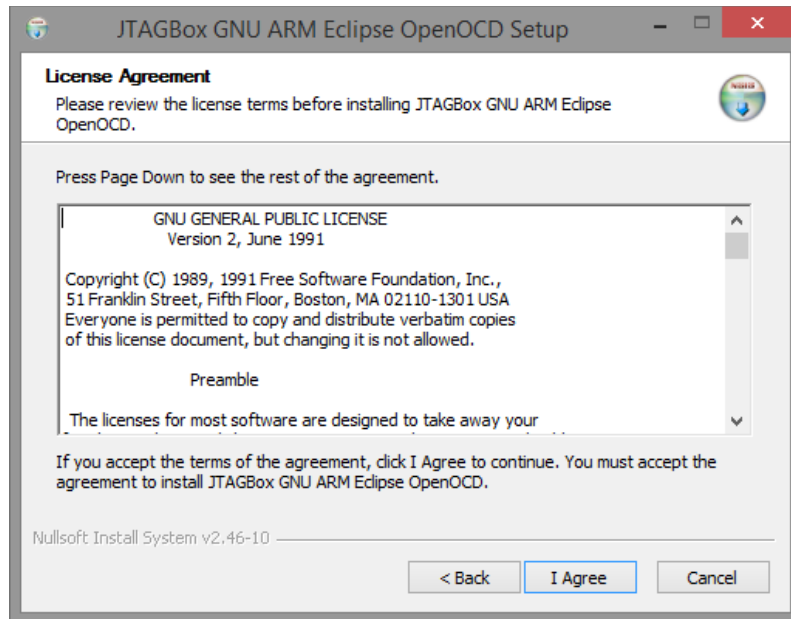 JTAGBox GNU ARM Eclipse OpenOCD Setup
License Agreement
Please review the license terms before installing JTAGBox GNU ARM Eclipse
OpenOCD.
Press Page Down to see the rest of the agreement.
GNU GENERAL PUBLIC LICENSE
Version 2, June 1991
Copyright (C) 1989, 1991 Free Software Foundation, Inc.,
51 Franklin Street, Fifth Floor, Boston, MA 02110-1301 USA
Everyone is permitted to copy and distribute verbatim copies
of this license document, but changing it is not allowed.
Preamble
The licenses for most software are designed to take away your
If you accept the terms of the agreement, click I Agree to continue. You must accept the
agreement to install JTAGBox GNU ARM Eclipse OpenOCD.
Nullsoft Install System v2.46-10
< Back
I Agree
Cancel